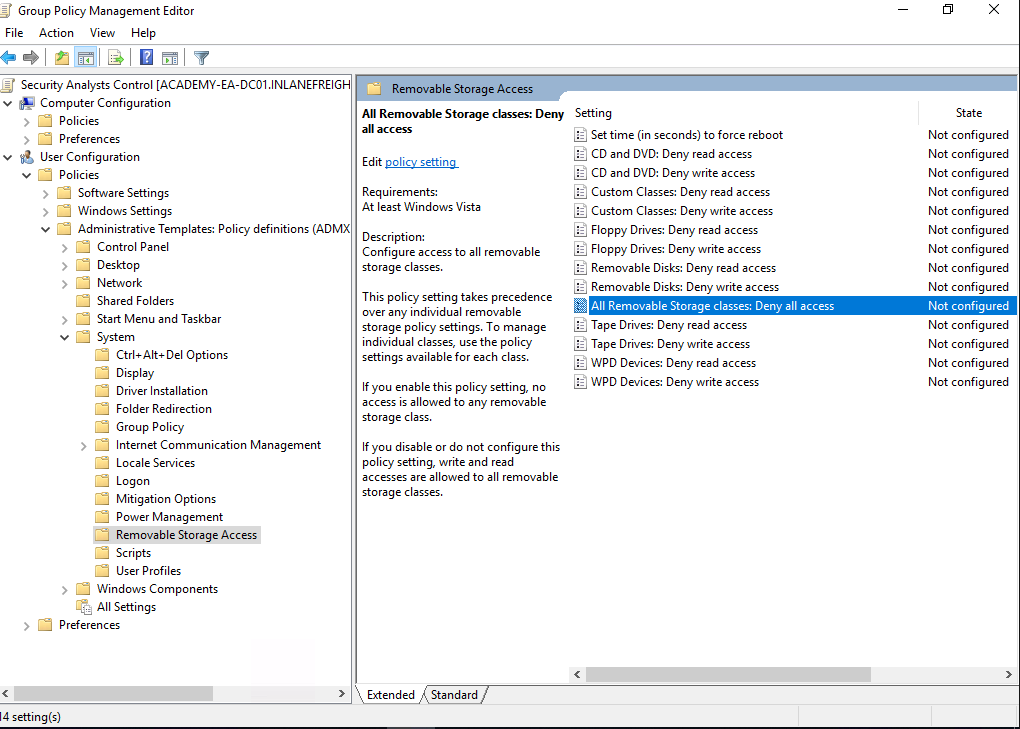 Group Policy Management Editor
File Action View Help
Security Analysts Control [ACADEMY-EA-DC01.INLANEFREIGH
Computer Configuration
Policies
Preferences
User Configuration
Policies
Software Settings
Windows Settings
Administrative Templates: Policy definitions (ADMX
Control Panel
Desktop
Network
Shared Folders
Start Menu and Taskbar
System
Ctrl+Alt+Del Options
Display
Driver Installation
Folder Redirection
Group Policy
Internet Communication Management
Locale Services
Logon
Mitigation Options
Power Management
Removable Storage Access
Scripts
User Profiles
Windows Components
All Settings
Preferences
Removable Storage Access
All Removable Storage classes: Deny
all access
Edit policy setting
Requirements:
At least Windows Vista
Description:
Configure access to all removable
storage classes.
This policy setting takes precedence
over any individual removable
storage policy settings. To manage
individual classes, use the policy
settings available for each class.
If you enable this policy setting, no
access is allowed to any removable
storage class.
If you disable or do not configure this
policy setting, write and read
accesses are allowed to all removable
storage classes.
Setting State
Set time (in seconds) to force reboot Not configured
CD and DVD: Deny read access Not configured
CD and DVD: Deny write access Not configured
Custom Classes: Deny read access Not configured
Custom Classes: Deny write access Not configured
Floppy Drives: Deny read access Not configured
Floppy Drives: Deny write access Not configured
Removable Disks: Deny read access Not configured
Removable Disks: Deny write access Not configured
All Removable Storage classes: Deny all access Not configured
Tape Drives: Deny read access Not configured
Tape Drives: Deny write access Not configured
WPD Devices: Deny read access Not configured
WPD Devices: Deny write access Not configured
Extended Standard
14 setting(s)